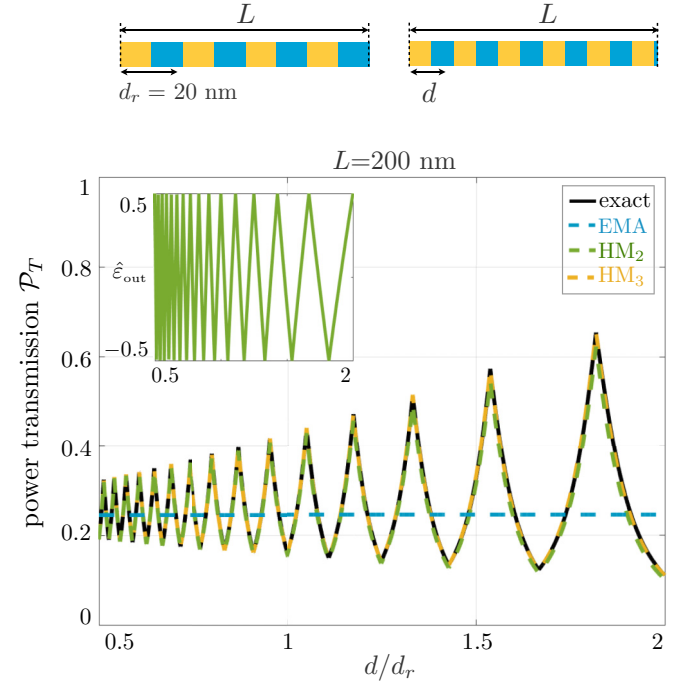 L L
d_r = 20 nm d
L=200 nm
1
0.8
0.6
0.4
0.2
0
power transmission 𝒫_T
0.5
ε̂_out
−0.5
0.5 2
exact
EMA
HM₂
HM₃
0.5 1 1.5 2
d/d_r